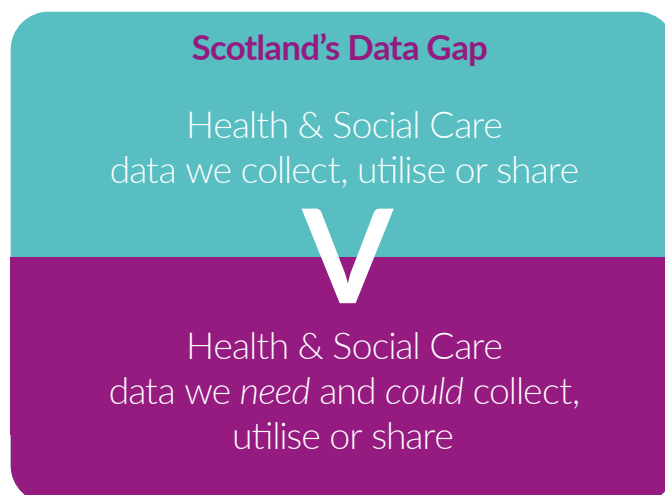 Scotland’s Data Gap
Health & Social Care
data we collect, utilise or share
V
Health & Social Care
data we need and could collect,
utilise or share